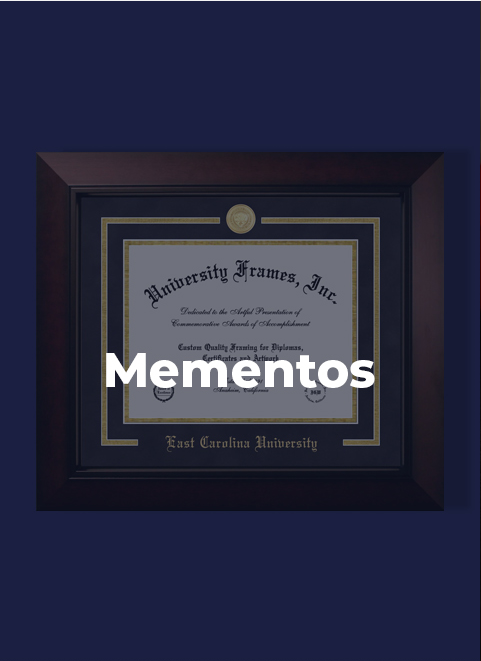 University Frames, Inc.
Dedicated to the Artful Presentation of
Commemorative Awards of Accomplishment
Custom Quality Framing for Diplomas,
Certificates and Artwork
Mementos
Anaheim, California
East Carolina University